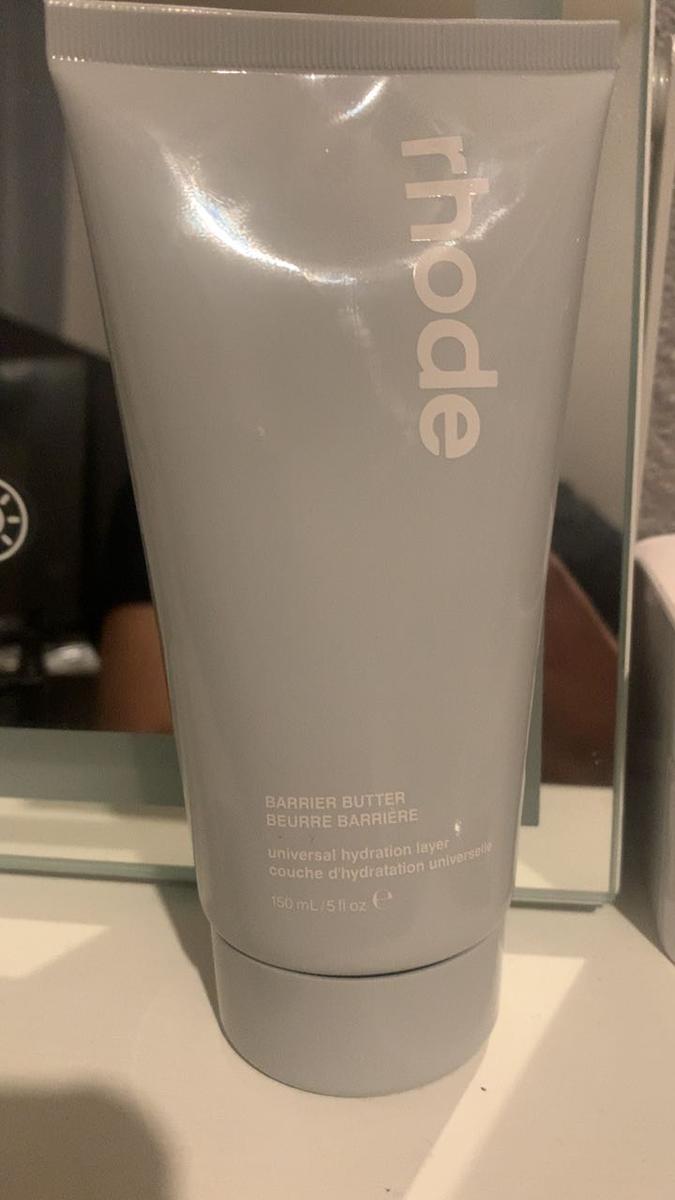 rhode
BARRIER BUTTER
BEURRE BARRIÈRE
universal hydration layer
couche d'hydratation universelle
150 mL / 5 fl oz ℮